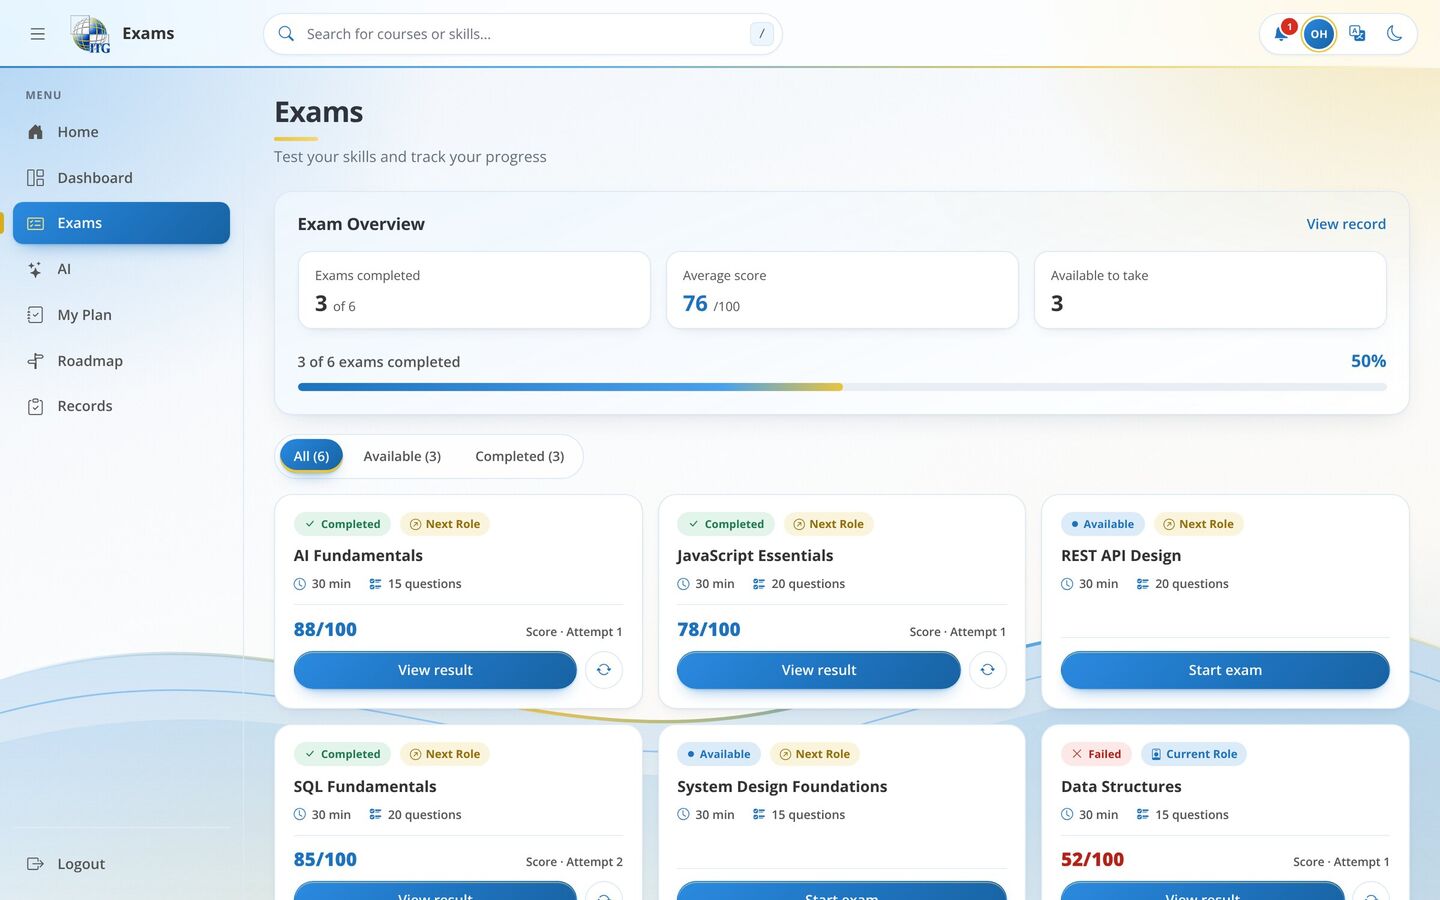 ITG
Exams
Search for courses or skills...
/
1
OH
MENU
Home
Dashboard
Exams
AI
My Plan
Roadmap
Records
Logout
Exams
Test your skills and track your progress
Exam Overview
View record
Exams completed
3 of 6
Average score
76 /100
Available to take
3
3 of 6 exams completed
50%
All (6)
Available (3)
Completed (3)
Completed
Next Role
AI Fundamentals
30 min
15 questions
88/100
Score · Attempt 1
View result
Completed
Next Role
JavaScript Essentials
30 min
20 questions
78/100
Score · Attempt 1
View result
Available
Next Role
REST API Design
30 min
20 questions
Start exam
Completed
Next Role
SQL Fundamentals
30 min
20 questions
85/100
Score · Attempt 2
View result
Available
Next Role
System Design Foundations
30 min
15 questions
Start exam
Failed
Current Role
Data Structures
30 min
15 questions
52/100
Score · Attempt 1
View result